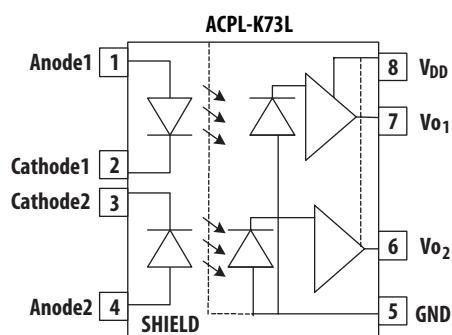 ACPL-K73L
Anode1 1
8 VDD
7 Vo1
Cathode1 2
Cathode2 3
6 Vo2
Anode2 4
5 GND
SHIELD